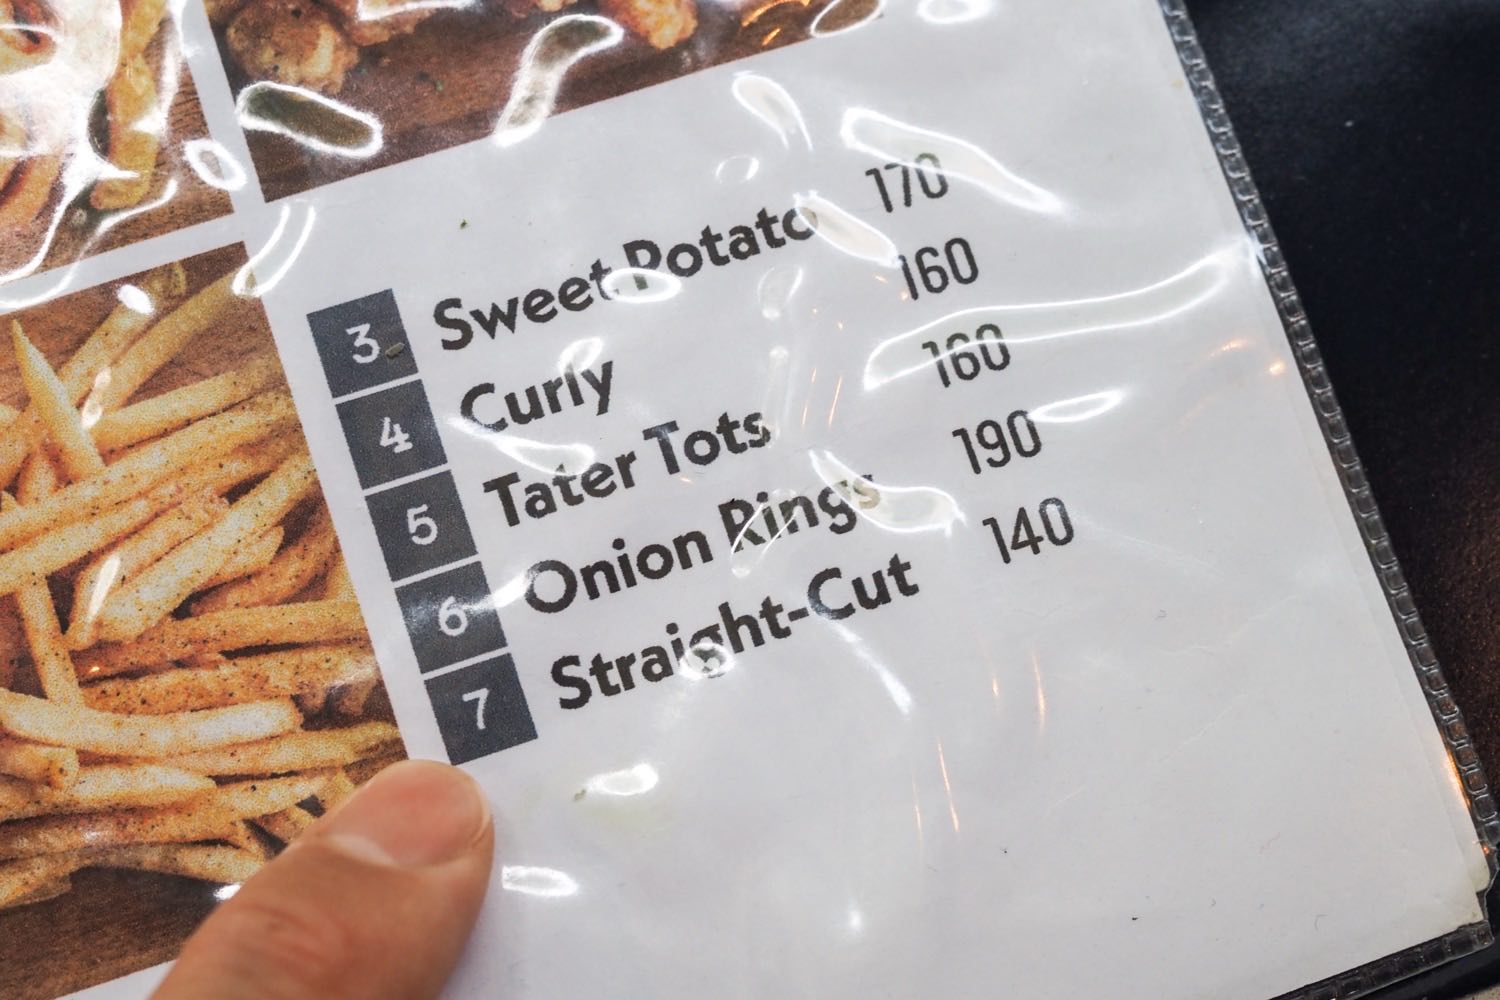 3 Sweet Potato 170
4 Curly 160
5 Tater Tots 160
6 Onion Rings 190
7 Straight-Cut 140